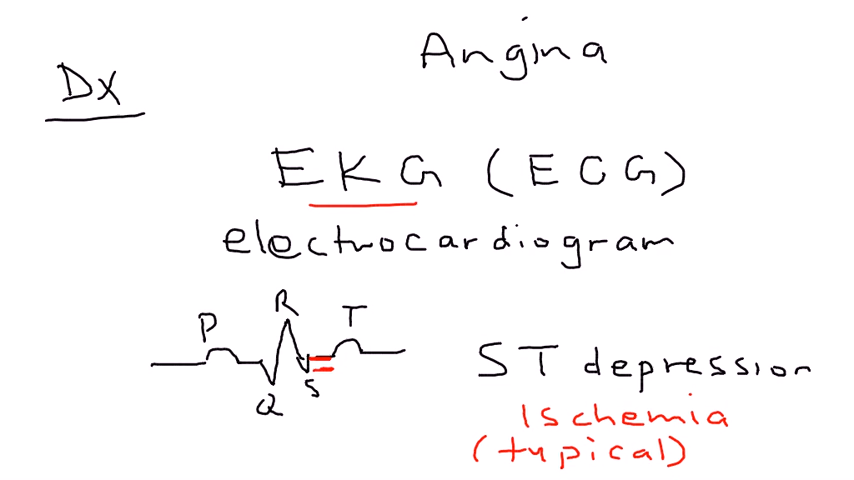 Angina
Dx
EKG (ECG)
electrocardiogram
R
P
T
S
Q
ST depression
Ischemia
(typical)